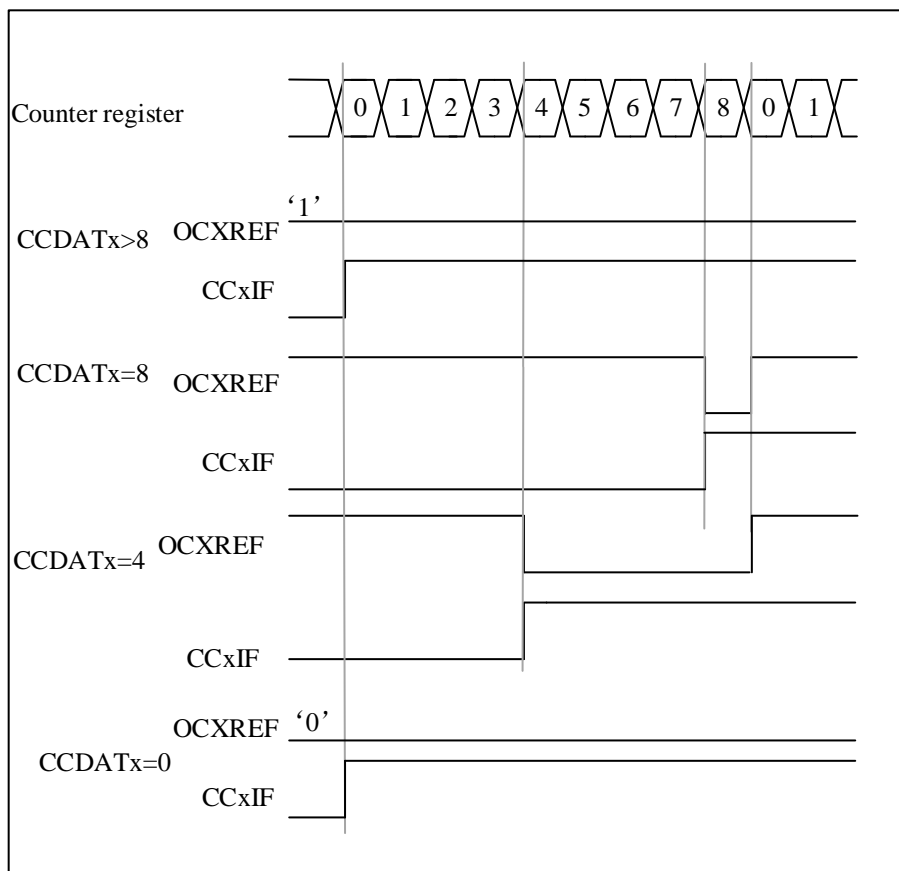 Counter register 0 1 2 3 4 5 6 7 8 0 1
‘1’
CCDATx>8 OCXREF
CCxIF
CCDATx=8 OCXREF
CCxIF
CCDATx=4 OCXREF
CCxIF
OCXREF ‘0’
CCDATx=0
CCxIF